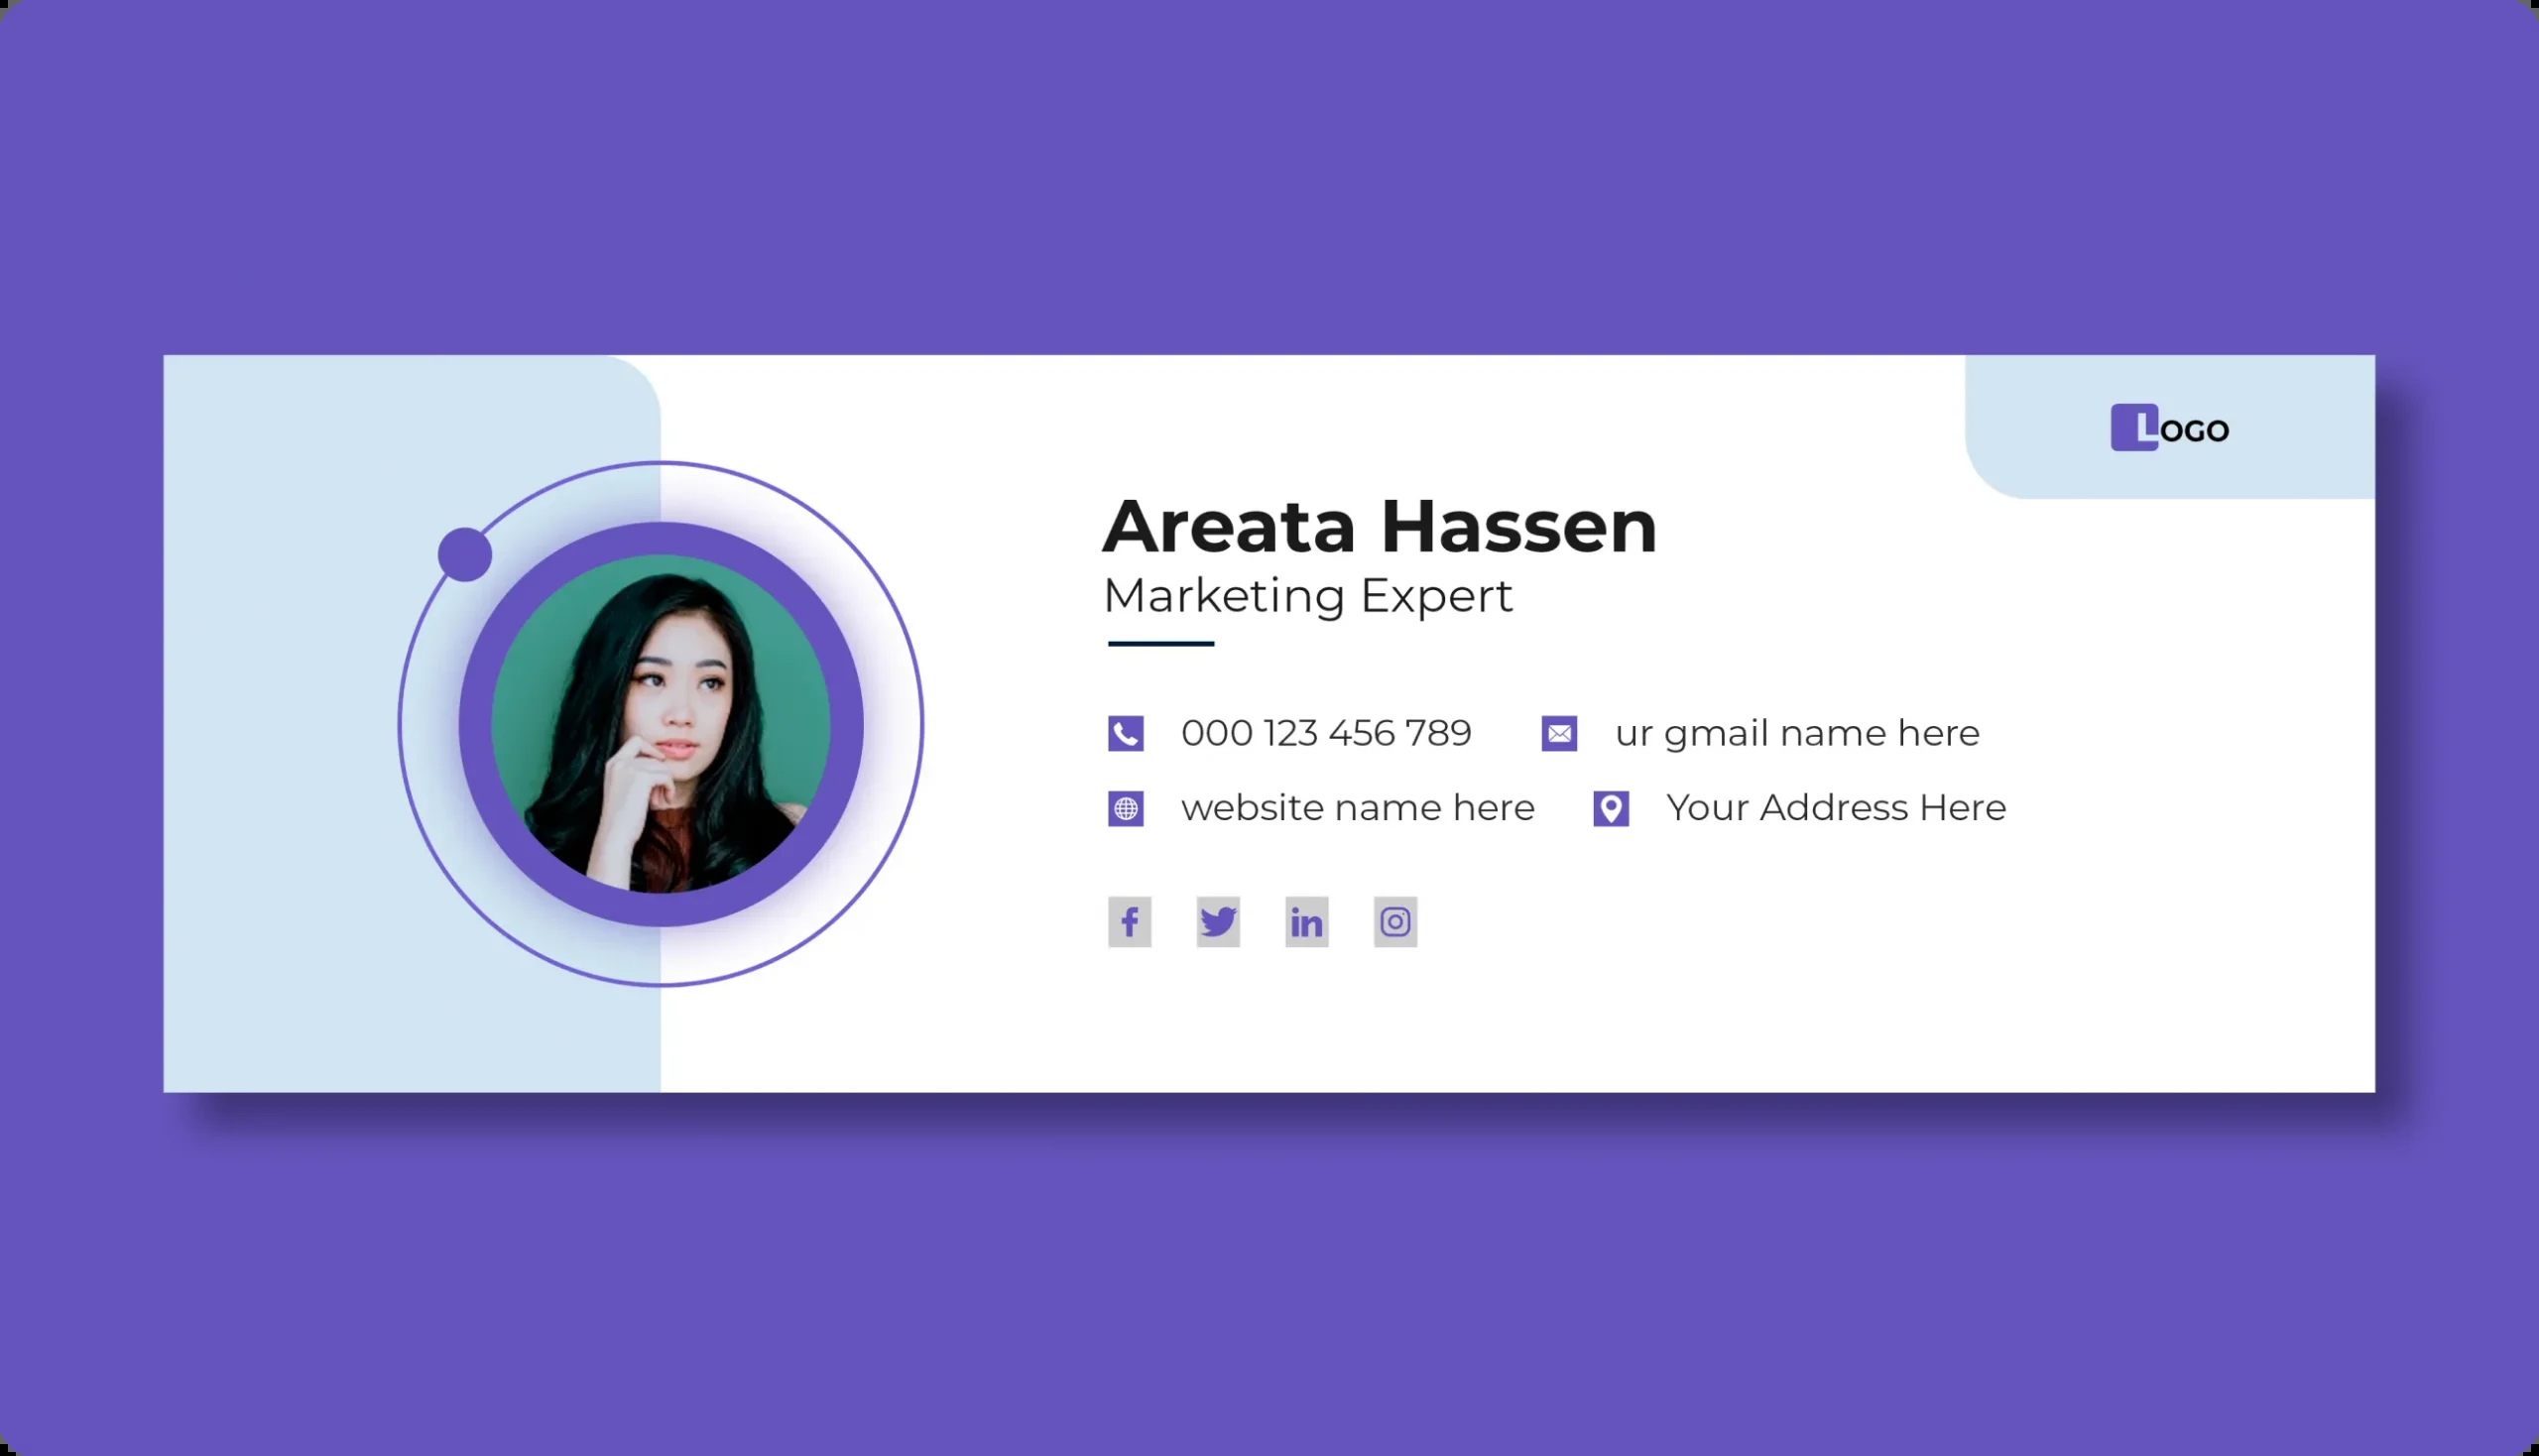 LOGO
Areata Hassen
Marketing Expert
000 123 456 789
ur gmail name here
website name here
Your Address Here
f
in